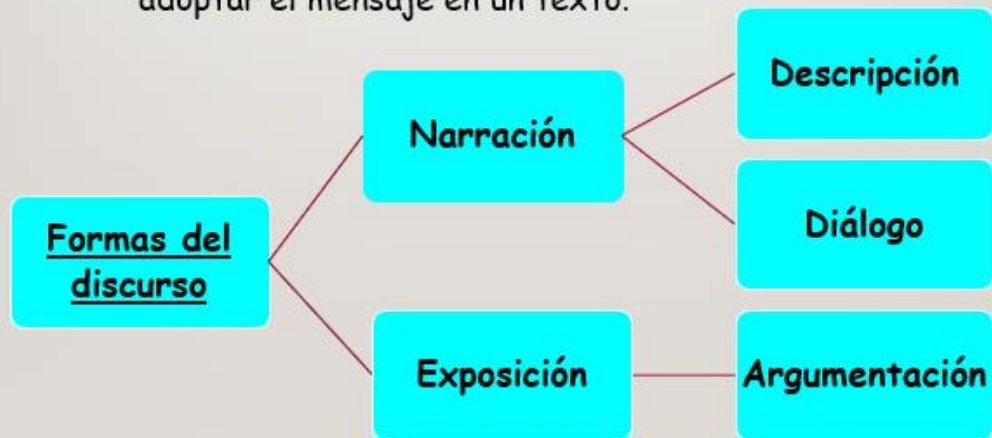 adoptar el mensaje en un texto.
Descripción
Narración
Diálogo
Formas del
discurso
Exposición
Argumentación